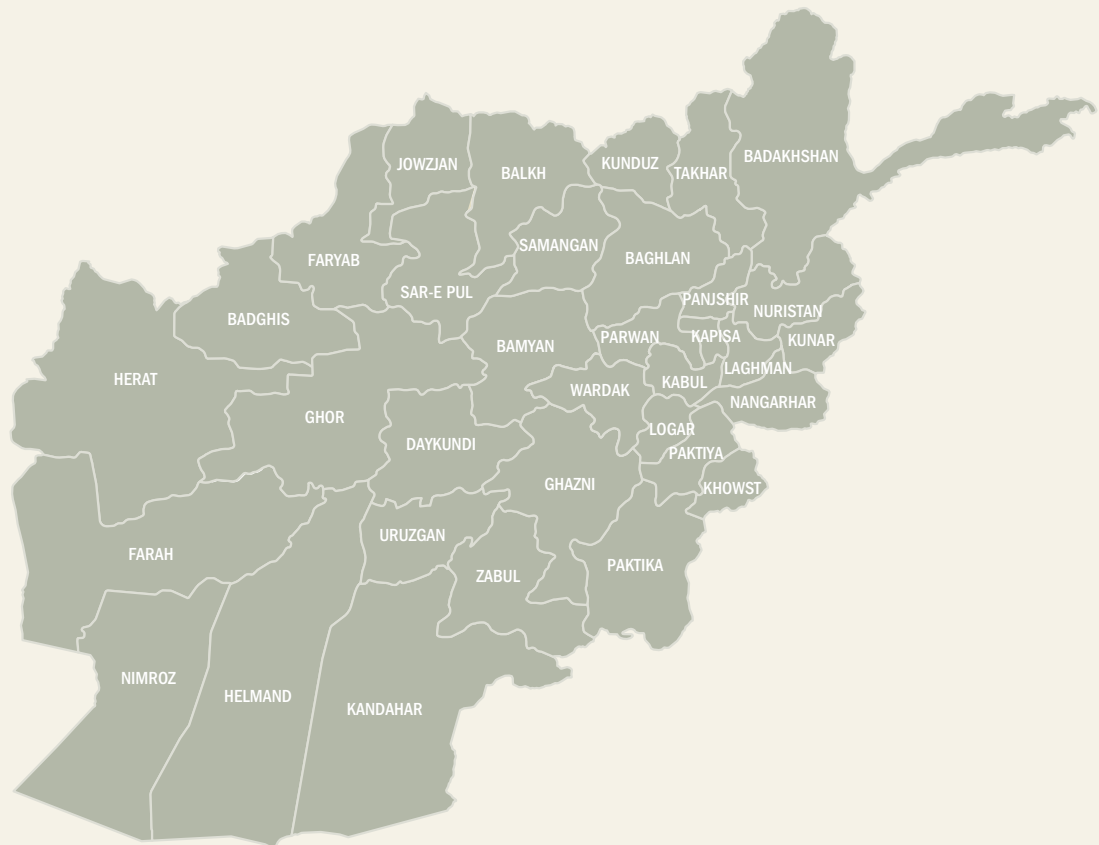 BADAKHSHAN
JOWZJAN
BALKH
KUNDUZ
TAKHAR
FARYAB
SAMANGAN
BAGHLAN
SAR-E PUL
PANJSHIR
NURISTAN
BADGHIS
BAMYAN
PARWAN
KAPISA
KUNAR
HERAT
WARDAK
KABUL
LAGHMAN
NANGARHAR
GHOR
DAYKUNDI
LOGAR
PAKTIYA
GHAZNI
KHOWST
URUZGAN
FARAH
ZABUL
PAKTIKA
NIMROZ
HELMAND
KANDAHAR